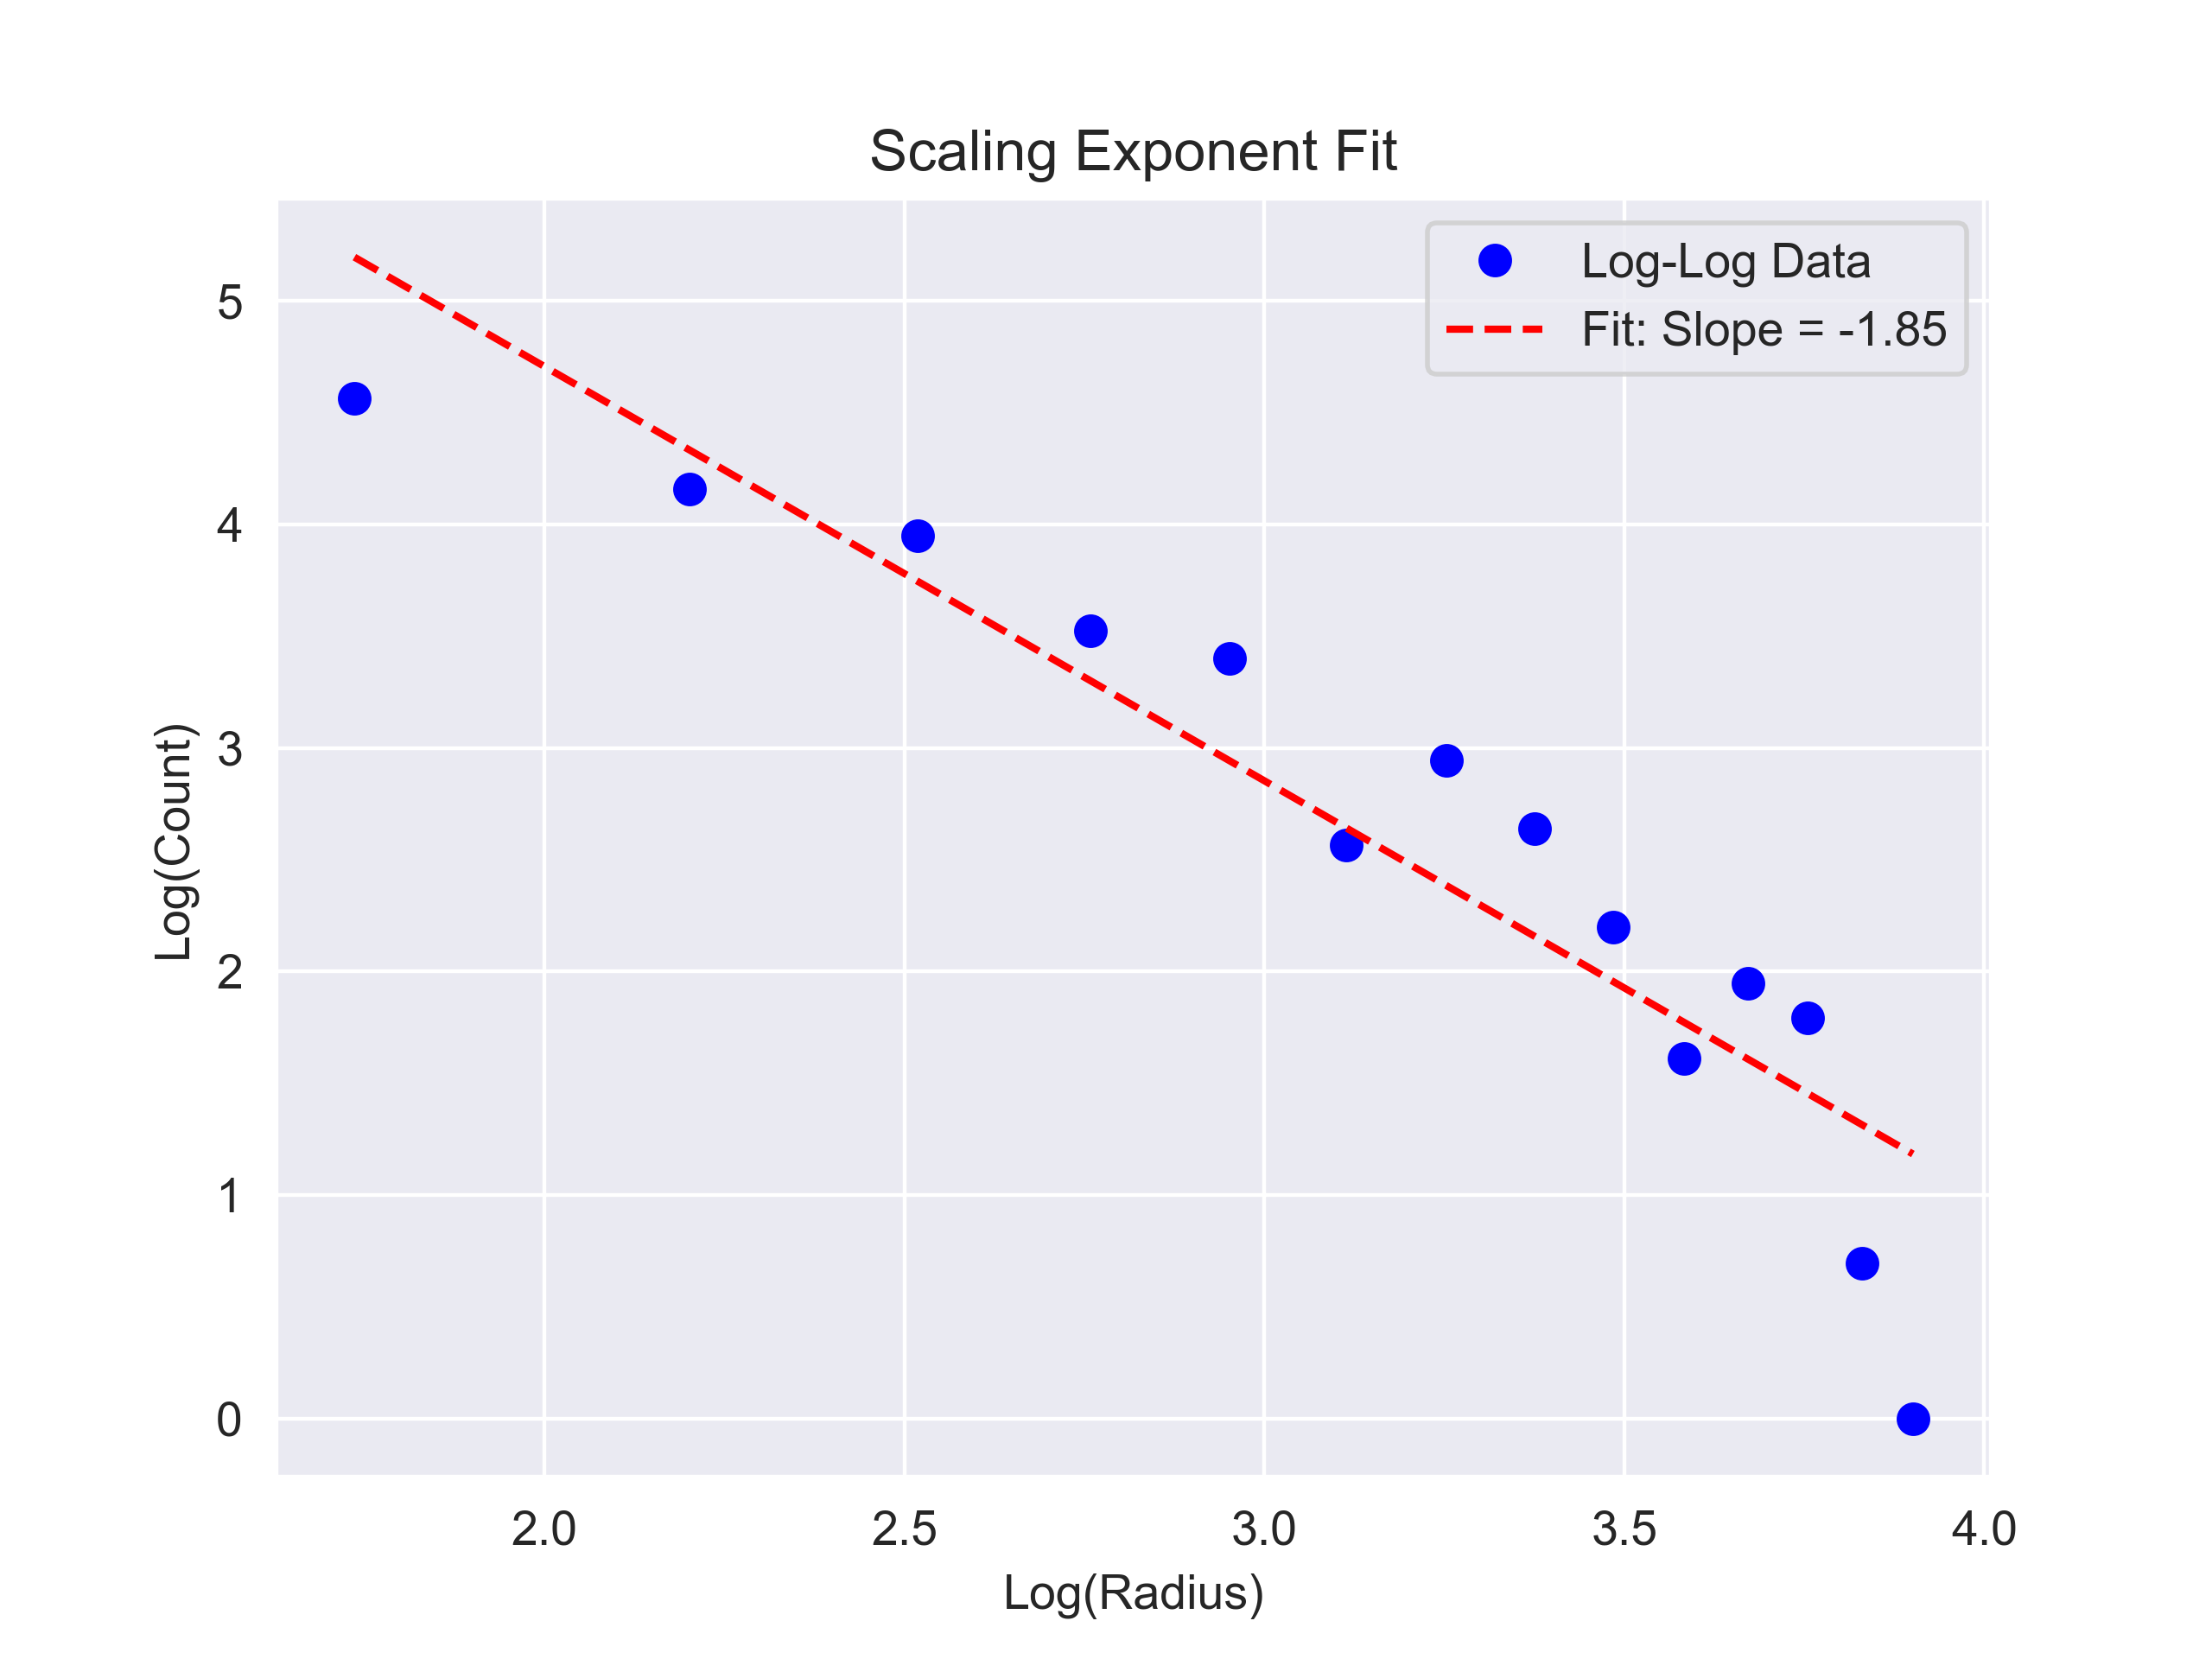 Scaling Exponent Fit
Log-Log Data
Fit: Slope = -1.85
5
4
3
2
1
0
Log(Count)
2.0 2.5 3.0 3.5 4.0
Log(Radius)